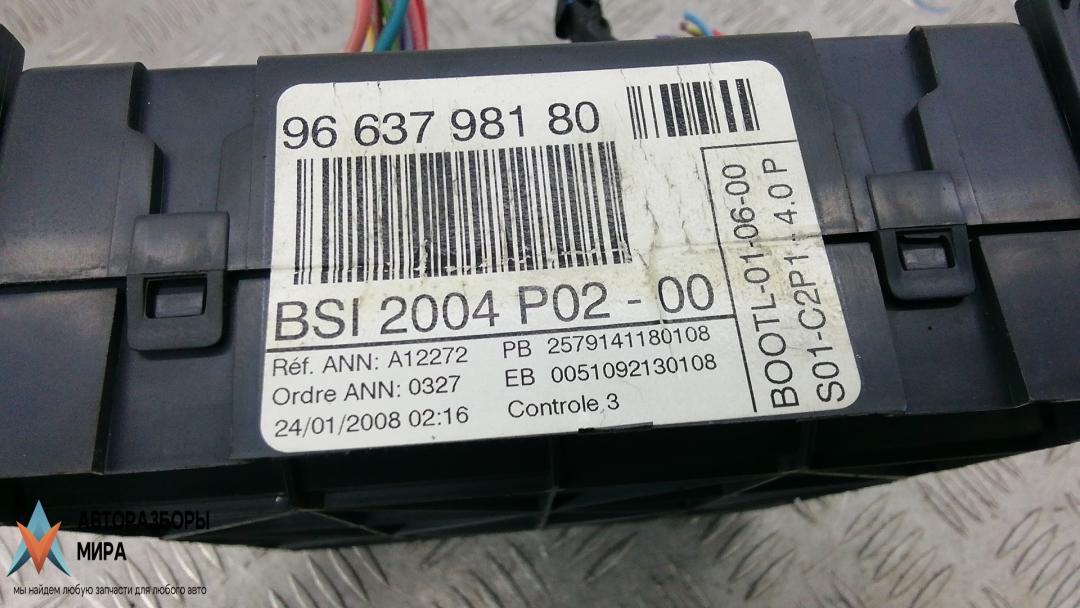 96 637 981 80
BSI 2004 P02 - 00
Réf. ANN: A12272
Ordre ANN: 0327
24/01/2008 02:16
PB 2579141180108
EB 0051092130108
Controle 3
BOOTL-01-06-00
S01-C2P1-4.0 P
АВТОРАЗБОРЫ
МИРА
мы найдем любую запчасти для любого авто